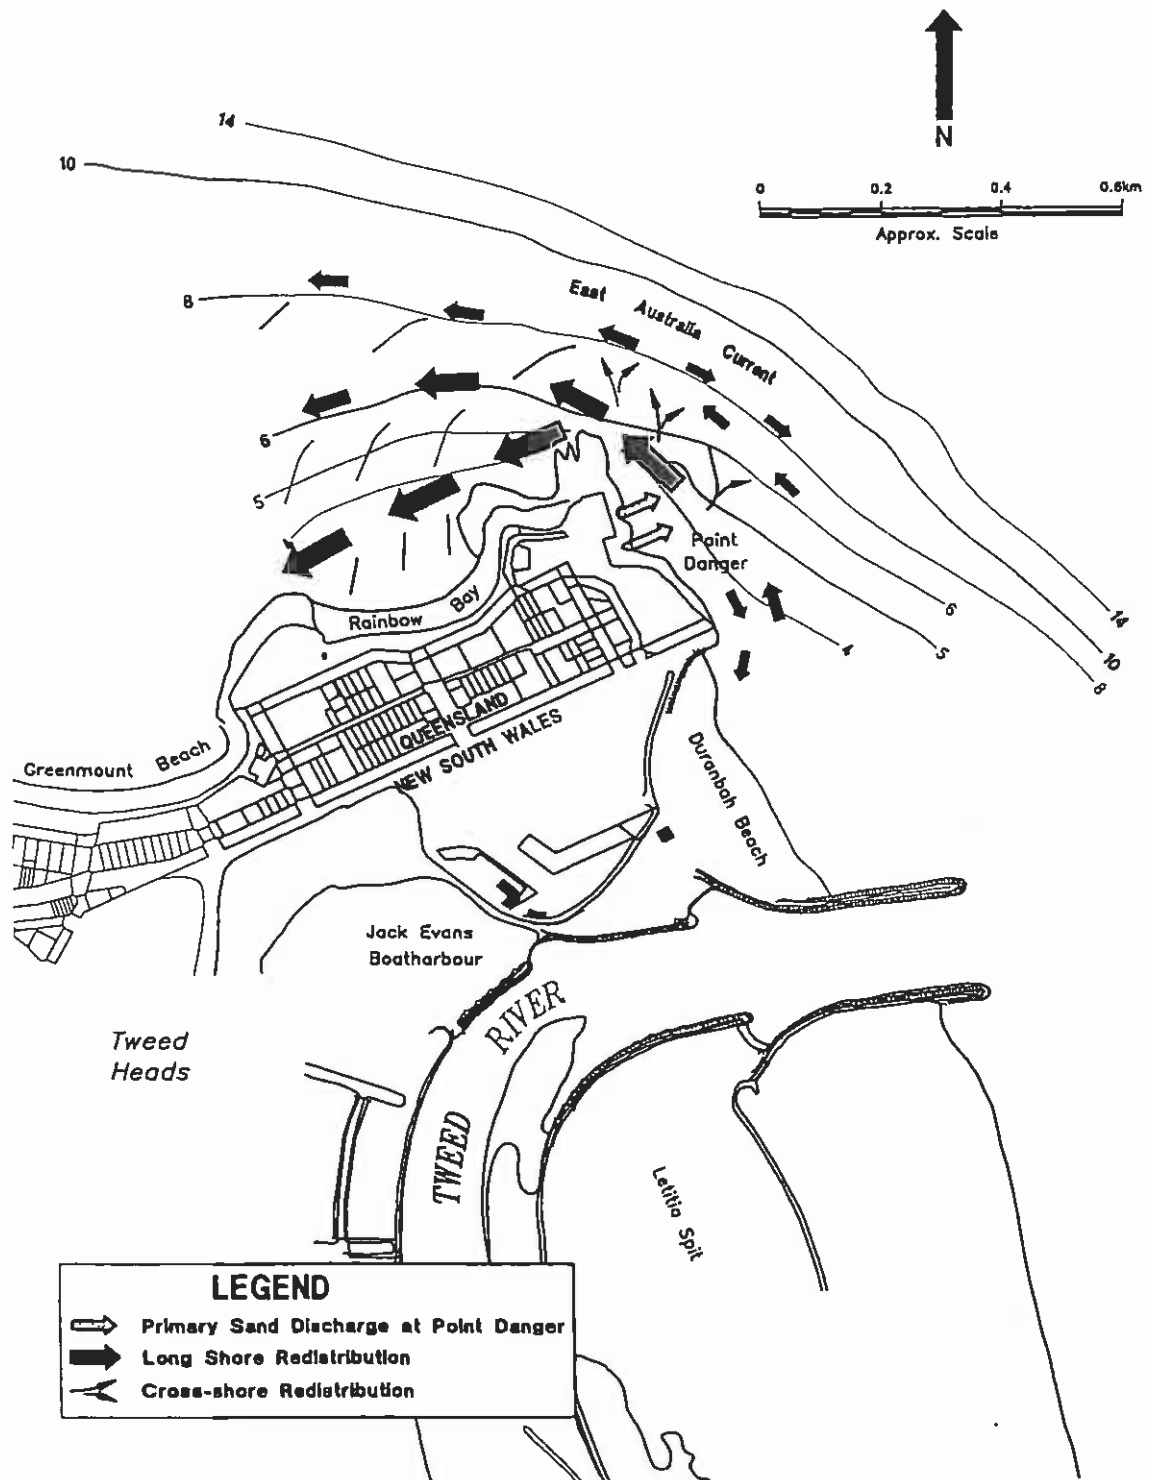 N
0 0.2 0.4 0.6km
Approx. Scale
14
10
8
6
5
East Australia Current
Point
Danger
Rainbow Bay
6
5
4
14
10
8
QUEENSLAND
NEW SOUTH WALES
Greenmount Beach
Duranbah Beach
Jack Evans
Boatharbour
Tweed
Heads
TWEED RIVER
Letitia Spit
LEGEND
Primary Sand Discharge at Point Danger
Long Shore Redistribution
Cross-shore Redistribution